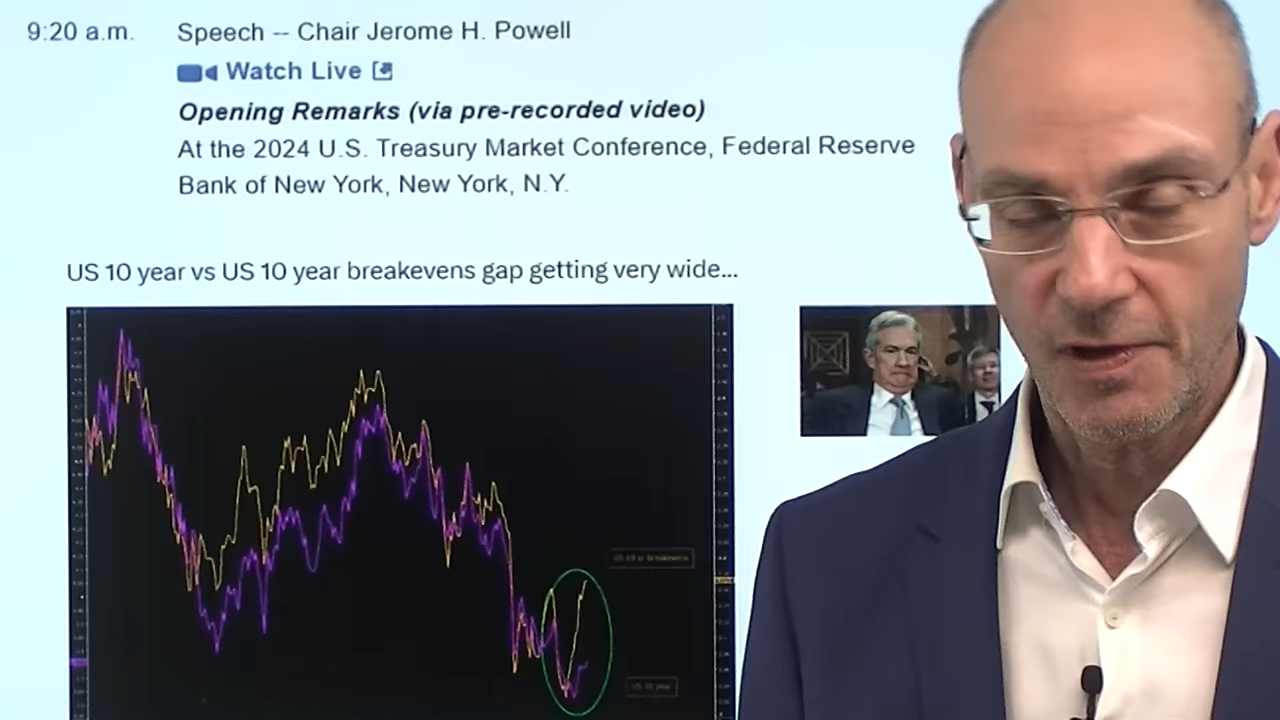 9:20 a.m.
Speech -- Chair Jerome H. Powell
Watch Live
Opening Remarks (via pre-recorded video)
At the 2024 U.S. Treasury Market Conference, Federal Reserve
Bank of New York, New York, N.Y.
US 10 year vs US 10 year breakevens gap getting very wide...